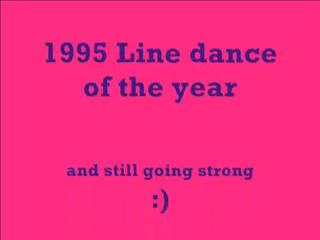 1995 Line dance
of the year
and still going strong
:)